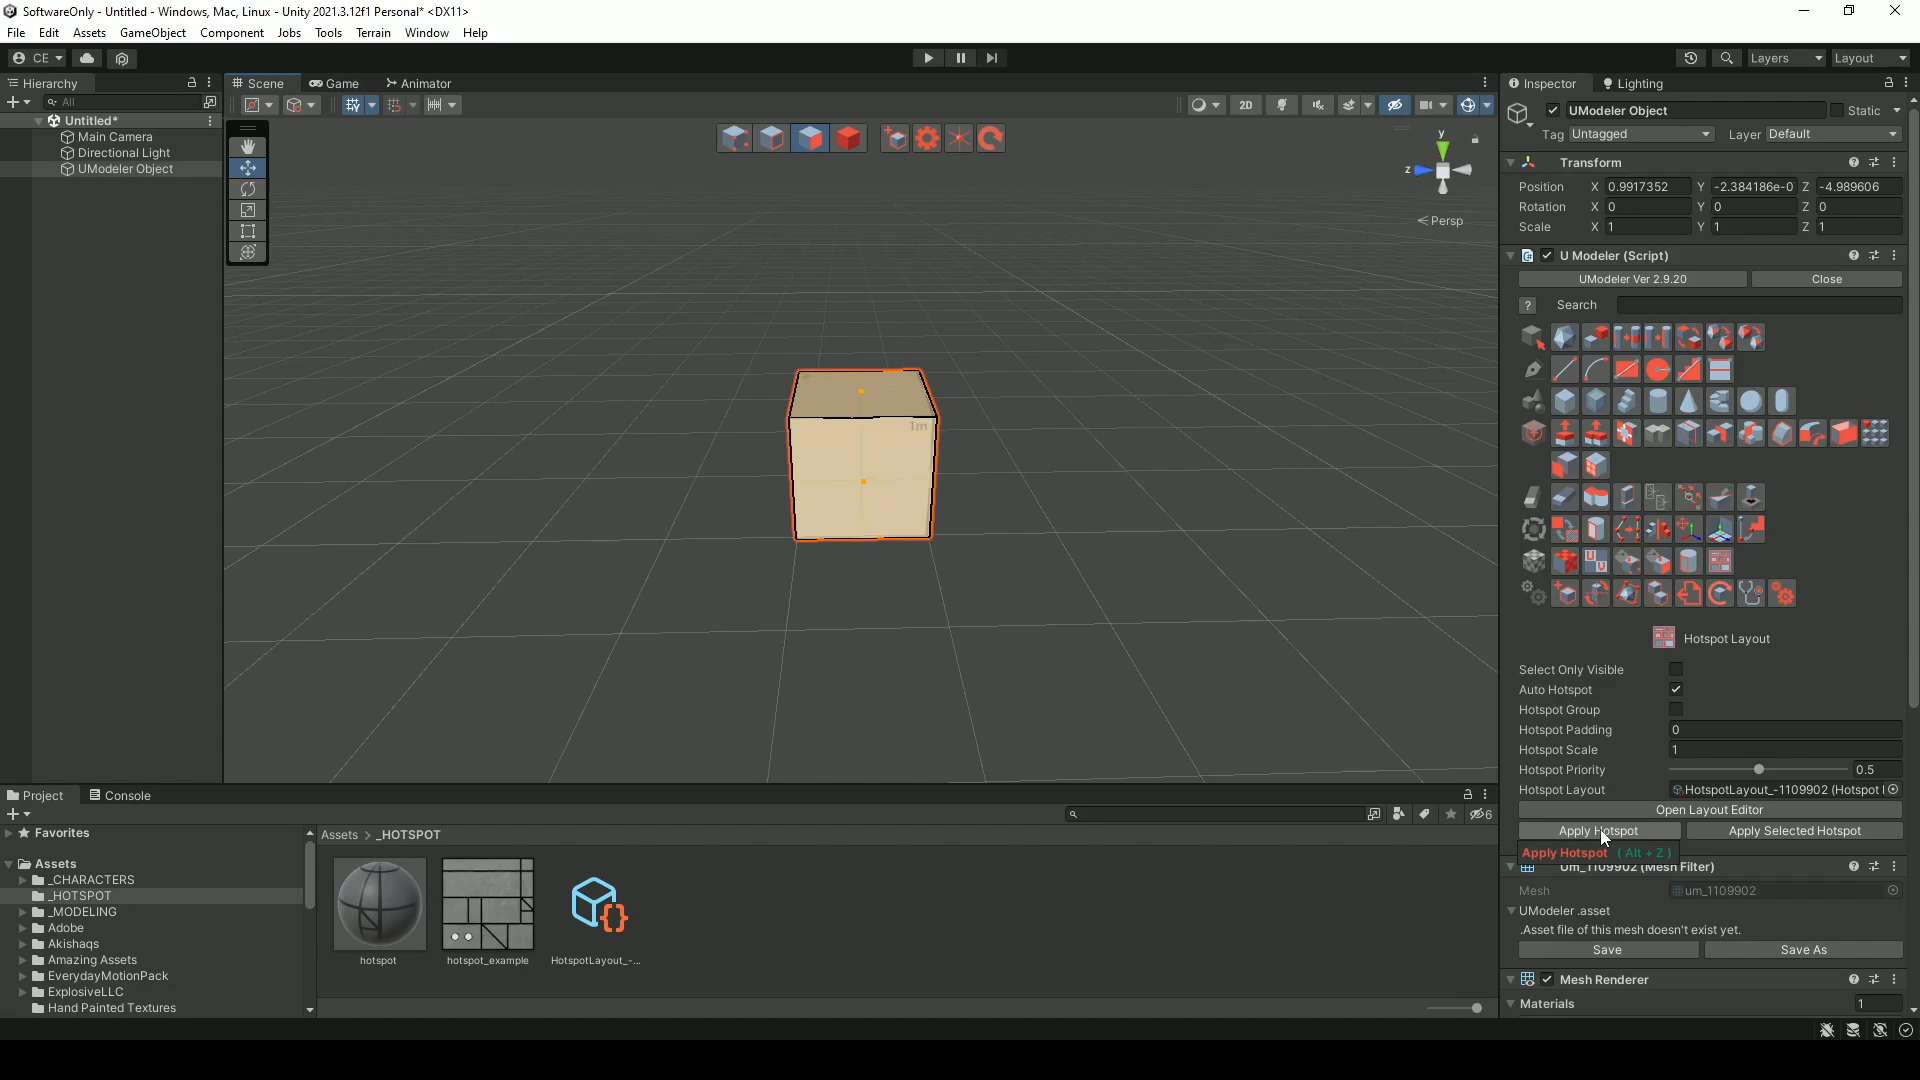 SoftwareOnly - Untitled - Windows, Mac, Linux - Unity 2021.3.12f1 Personal* <DX11>
File Edit Assets GameObject Component Jobs Tools Terrain Window Help
CE Layers Layout
Hierarchy
All
Untitled*
Main Camera
Directional Light
UModeler Object
Scene Game Animator
2D
y
z
< Persp
1m
Inspector Lighting
UModeler Object Static
Tag Untagged Layer Default
Transform
Position X 0.9917352 Y -2.384186e-0 Z -4.989606
Rotation X 0 Y 0 Z 0
Scale X 1 Y 1 Z 1
U Modeler (Script)
UModeler Ver 2.9.20 Close
? Search
Hotspot Layout
Select Only Visible
Auto Hotspot
Hotspot Group
Hotspot Padding 0
Hotspot Scale 1
Hotspot Priority 0.5
Hotspot Layout HotspotLayout_-1109902 (Hotspot
Open Layout Editor
Apply Hotspot Apply Selected Hotspot
Apply Hotspot ( Alt + Z )
Um_1109902 (Mesh Filter)
Mesh um_1109902
UModeler .asset
.Asset file of this mesh doesn't exist yet.
Save Save As
Mesh Renderer
Materials 1
Project Console
6
Favorites
Assets
_CHARACTERS
_HOTSPOT
_MODELING
Adobe
Akishaqs
Amazing Assets
EverydayMotionPack
ExplosiveLLC
Hand Painted Textures
Assets > _HOTSPOT
hotspot hotspot_example HotspotLayout_-...